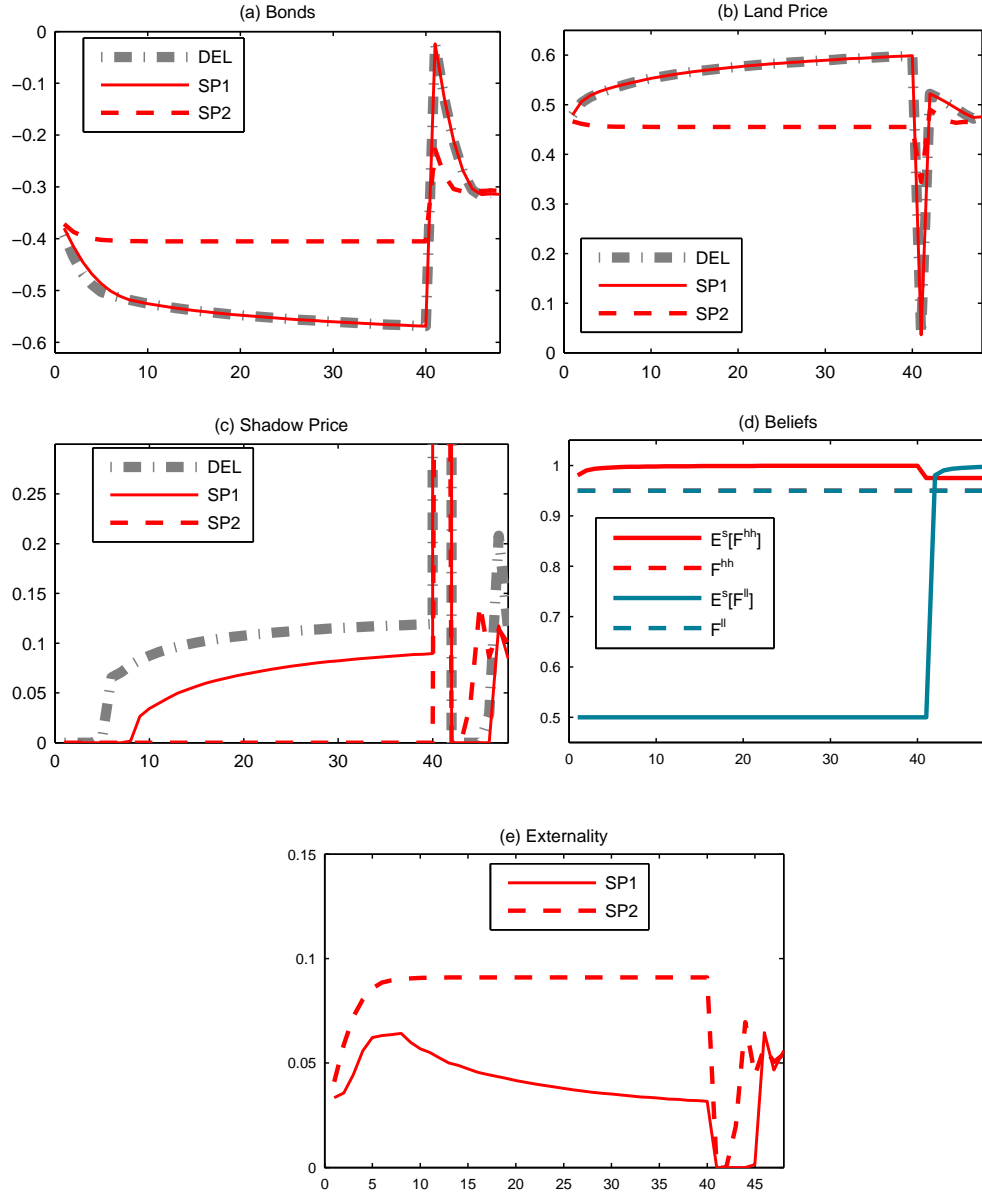 (a) Bonds
0
−0.1
−0.2
−0.3
−0.4
−0.5
−0.6
DEL
SP1
SP2
0 10 20 30 40
(b) Land Price
0.6
0.5
0.4
0.3
0.2
0.1
0
DEL
SP1
SP2
0 10 20 30 40
(c) Shadow Price
0.25
0.2
0.15
0.1
0.05
0
DEL
SP1
SP2
0 10 20 30 40
(d) Beliefs
1
0.9
0.8
0.7
0.6
0.5
E^s[F^hh]
F^hh
E^s[F^ll]
F^ll
0 10 20 30 40
(e) Externality
0.15
0.1
0.05
0
SP1
SP2
0 5 10 15 20 25 30 35 40 45